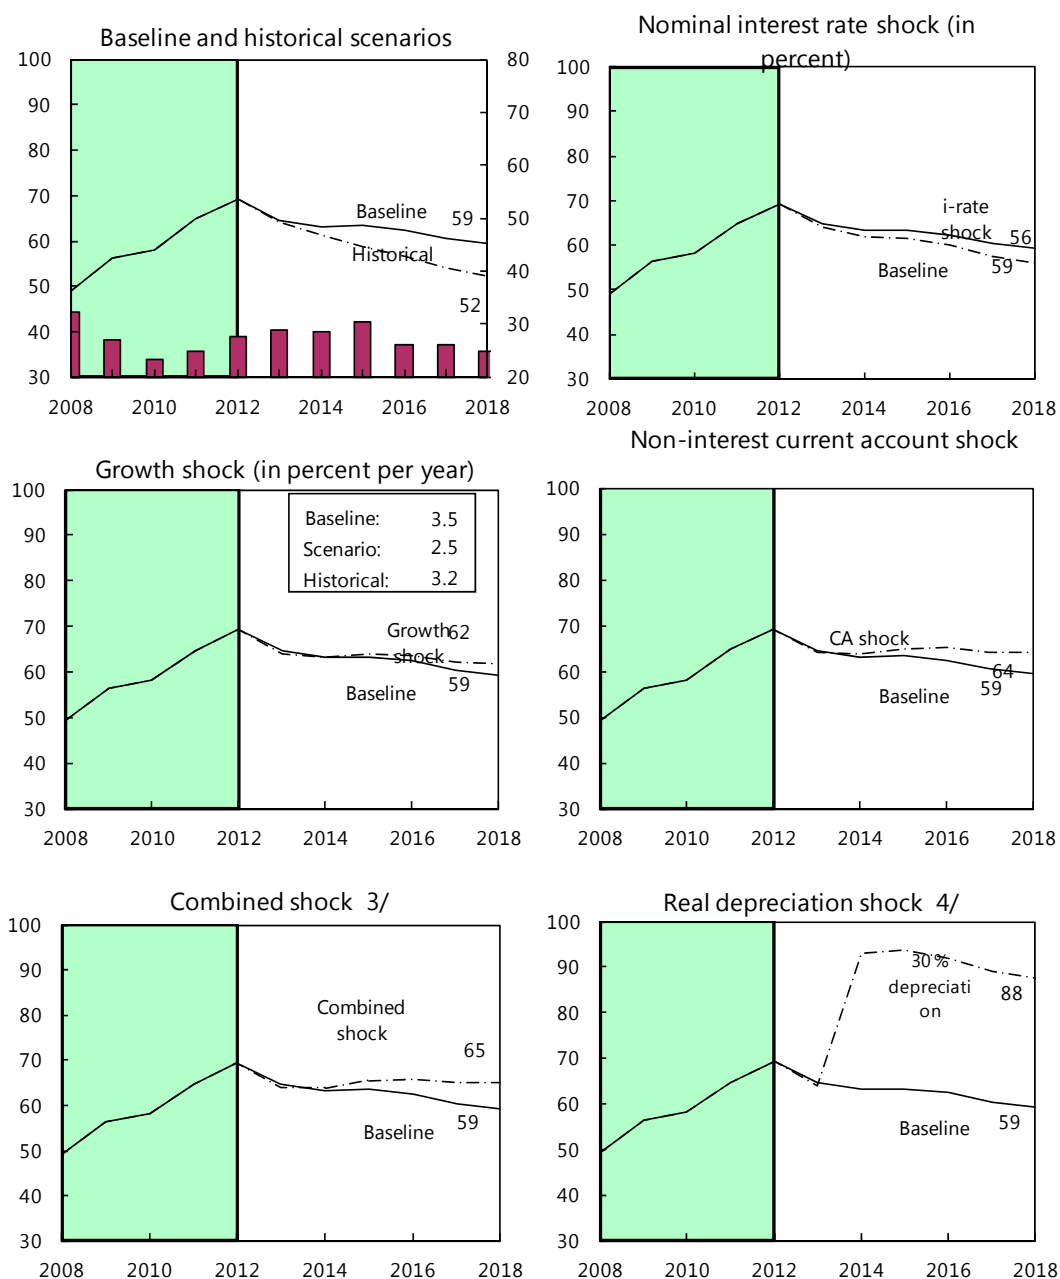 Baseline and historical scenarios
100
90
80
70
60
50
40
30
80
70
60
50
40
30
20
Baseline
59
Historical
52
2008 2010 2012 2014 2016 2018
Nominal interest rate shock (in
percent)
100
90
80
70
60
50
40
30
i-rate
shock
56
Baseline
59
2008 2010 2012 2014 2016 2018
Growth shock (in percent per year)
100
90
80
70
60
50
40
30
Baseline: 3.5
Scenario: 2.5
Historical: 3.2
Growth
shock
62
Baseline
59
2008 2010 2012 2014 2016 2018
Non-interest current account shock
100
90
80
70
60
50
40
30
CA shock
64
Baseline
59
2008 2010 2012 2014 2016 2018
Combined shock 3/
100
90
80
70
60
50
40
30
Combined
shock
65
Baseline
59
2008 2010 2012 2014 2016 2018
Real depreciation shock 4/
100
90
80
70
60
50
40
30
30%
depreciati
on
88
Baseline
59
2008 2010 2012 2014 2016 2018